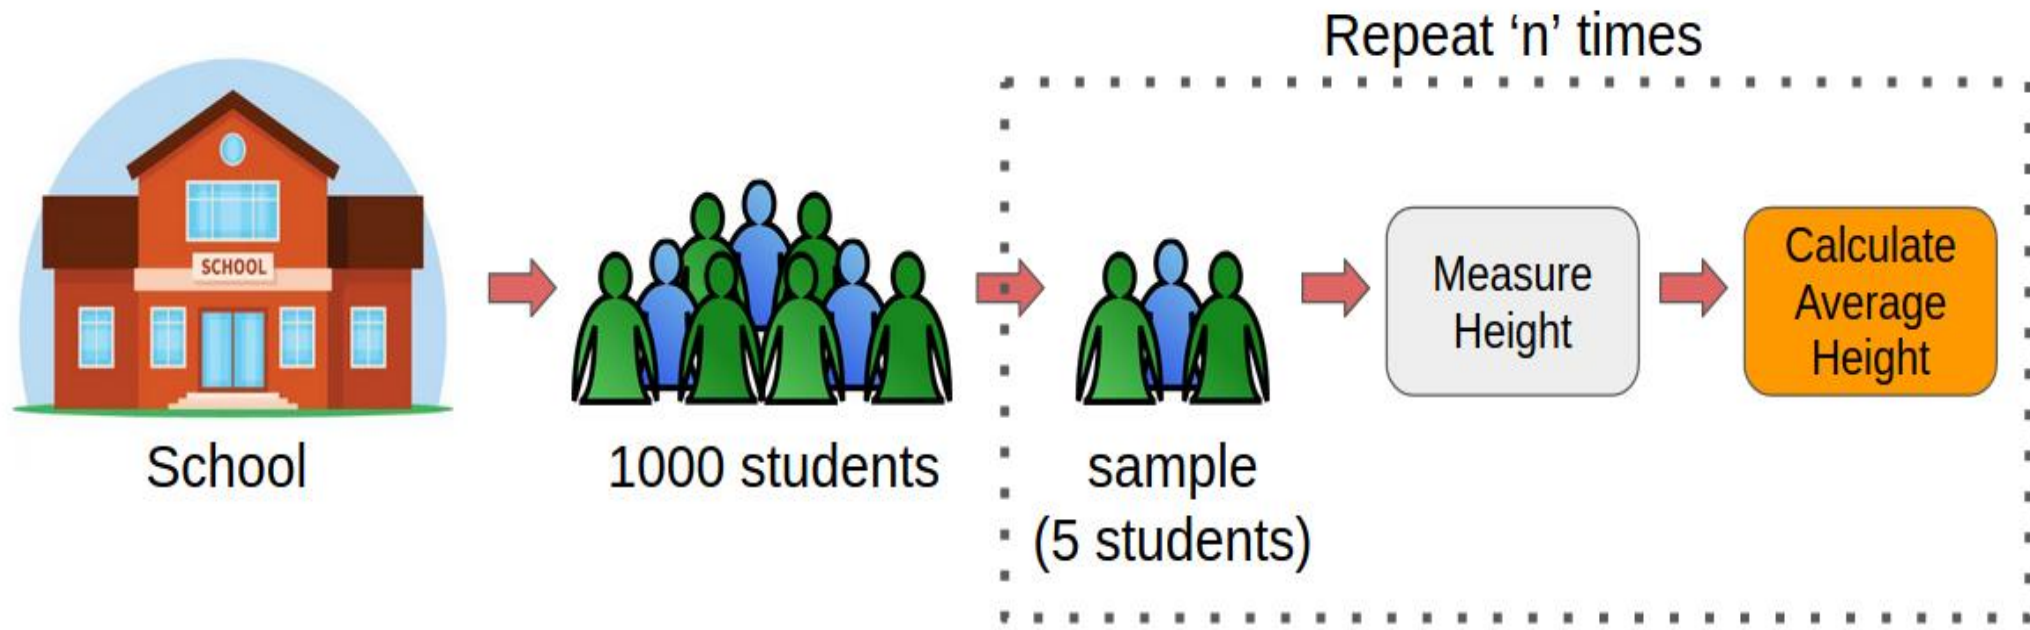 Repeat ‘n’ times
SCHOOL
School
1000 students
sample
(5 students)
Measure
Height
Calculate
Average
Height